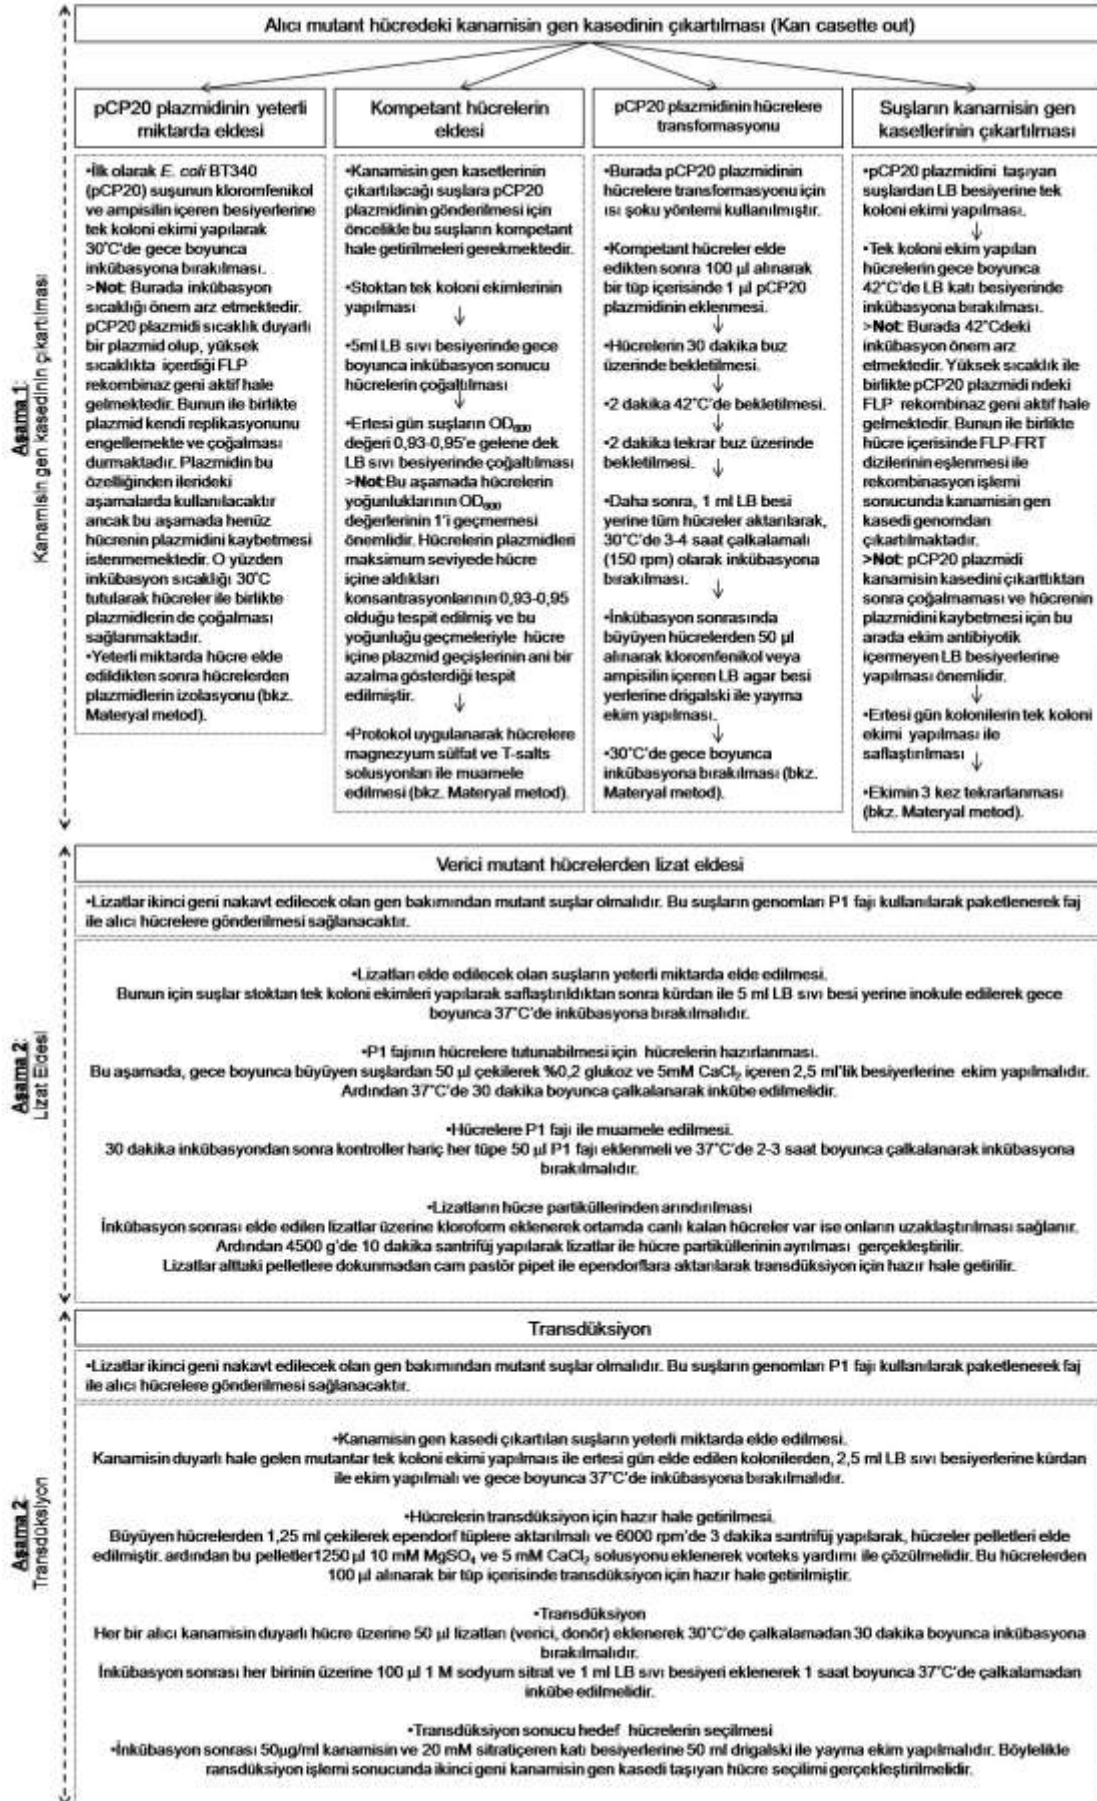 Alıcı mutant hücredeki kanamisin gen kasedinin çıkartılması (Kan casette out)
pCP20 plazmidinin yeterli
miktarda eldesi
•İlk olarak E. coli BT340
(pCP20) suşunun kloromfenikol
ve ampisilin içeren besiyerlerine
tek koloni ekimi yapılarak
30°C'de gece boyunca
inkübasyona bırakılması.
>Not: Burada inkübasyon
sıcaklığı önem arz etmektedir.
pCP20 plazmidi sıcaklık duyarlı
bir plazmid olup, yüksek
sıcaklıkta içerdiği FLP
rekombinaz geni aktif hale
gelmektedir. Bunun ile birlikte
plazmid kendi replikasyonunu
engellemekte ve çoğalması
durmaktadır. Plazmidin bu
özelliğinden ilerideki
aşamalarda kullanılacaktır
ancak bu aşamada henüz
hücrenin plazmidini kaybetmesi
istenmemektedir. O yüzden
inkübasyon sıcaklığı 30°C
tutularak hücreler ile birlikte
plazmidlerin de çoğalması
sağlanmaktadır.
•Yeterli miktarda hücre elde
edildikten sonra hücrelerden
plazmidlerin izolasyonu (bkz.
Materyal metod).
Kompetant hücrelerin
eldesi
•Kanamisin gen kasetlerinin
çıkartılacağı suşlara pCP20
plazmidinin gönderilmesi için
öncelikle bu suşların kompetant
hale getirilmeleri gerekmektedir.
•Stoktan tek koloni ekimlerinin
yapılması
•5ml LB sıvı besiyerinde gece
boyunca inkübasyon sonucu
hücrelerin çoğaltılması
•Ertesi gün suşların OD₆₀₀
değeri 0,93-0,95'e gelene dek
LB sıvı besiyerinde çoğaltılması
>Not:Bu aşamada hücrelerin
yoğunluklarının OD₆₀₀
değerlerinin 1'i geçmemesi
önemlidir. Hücrelerin plazmidleri
maksimum seviyede hücre
içine aldıkları
konsantrasyonlarının 0,93-0,95
olduğu tespit edilmiş ve bu
yoğunluğu geçmeleriyle hücre
içine plazmid geçişlerinin ani bir
azalma gösterdiği tespit
edilmiştir.
•Protokol uygulanarak hücrelere
magnezyum sülfat ve T-salts
solusyonları ile muamele
edilmesi (bkz. Materyal metod).
pCP20 plazmidinin hücrelere
transformasyonu
•Burada pCP20 plazmidinin
hücrelere transformasyonu için
ısı şoku yöntemi kullanılmıştır.
•Kompetant hücreler elde
edikten sonra 100 µl alınarak
bir tüp içerisinde 1 µl pCP20
plazmidinin eklenmesi.
•Hücrelerin 30 dakika buz
üzerinde bekletilmesi.
•2 dakika 42°C'de bekletilmesi.
•2 dakika tekrar buz üzerinde
bekletilmesi.
•Daha sonra, 1 ml LB besi
yerine tüm hücreler aktarılarak,
30°C'de 3-4 saat çalkalamalı
(150 rpm) olarak inkübasyona
bırakılması.
•İnkübasyon sonrasında
büyüyen hücrelerden 50 µl
alınarak kloromfenikol veya
ampisilin içeren LB agar besi
yerlerine drigalski ile yayma
ekim yapılması.
•30°C'de gece boyunca
inkübasyona bırakılması (bkz.
Materyal metod).
Suşların kanamisin gen
kasetlerinin çıkartılması
•pCP20 plazmidini taşıyan
suşlardan LB besiyerine tek
koloni ekimi yapılması.
•Tek koloni ekim yapılan
hücrelerin gece boyunca
42°C'de LB katı besiyerinde
inkübasyona bırakılması.
>Not: Burada 42°Cdeki
inkübasyon önem arz
etmektedir. Yüksek sıcaklık ile
birlikte pCP20 plazmidi ndeki
FLP rekombinaz geni aktif hale
gelmektedir. Bunun ile birlikte
hücre içerisinde FLP-FRT
dizilerinin eşlenmesi ile
rekombinasyon işlemi
sonucunda kanamisin gen
kasedi genomdan
çıkartılmaktadır.
>Not: pCP20 plazmidi
kanamisin kasedini çıkarttıktan
sonra çoğalmaması ve hücrenin
plazmidini kaybetmesi için bu
arada ekim antibiyotik
içermeyen LB besiyerlerine
yapılması önemlidir.
•Ertesi gün kolonilerin tek koloni
ekimi yapılması ile
saflaştırılması
•Ekimin 3 kez tekrarlanması
(bkz. Materyal metod).
Aşama 1:
Kanamisin gen kasedinin çıkartılması
Verici mutant hücrelerden lizat eldesi
•Lizatlar ikinci geni nakavt edilecek olan gen bakımından mutant suşlar olmalıdır. Bu suşların genomları P1 fajı kullanılarak paketlenerek faj
ile alıcı hücrelere gönderilmesi sağlanacaktır.
•Lizatları elde edilecek olan suşların yeterli miktarda elde edilmesi.
Bunun için suşlar stoktan tek koloni ekimleri yapılarak saflaştırıldıktan sonra kürdan ile 5 ml LB sıvı besi yerine inokule edilerek gece
boyunca 37°C'de inkübasyona bırakılmalıdır.
•P1 fajının hücrelere tutunabilmesi için hücrelerin hazırlanması.
Bu aşamada, gece boyunca büyüyen suşlardan 50 µl çekilerek %0,2 glukoz ve 5mM CaCl₂ içeren 2,5 ml'lik besiyerlerine ekim yapılmalıdır.
Ardından 37°C'de 30 dakika boyunca çalkalanarak inkübe edilmelidir.
•Hücrelere P1 fajı ile muamele edilmesi.
30 dakika inkübasyondan sonra kontroller hariç her tüpe 50 µl P1 fajı eklenmeli ve 37°C'de 2-3 saat boyunca çalkalanarak inkübasyona
bırakılmalıdır.
•Lizatların hücre partiküllerinden arındırılması
İnkübasyon sonrası elde edilen lizatlar üzerine kloroform eklenerek ortamda canlı kalan hücreler var ise onların uzaklaştırılması sağlanır.
Ardından 4500 g'de 10 dakika santrifüj yapılarak lizatlar ile hücre partiküllerinin ayrılması gerçekleştirilir.
Lizatlar alttaki pelletlere dokunmadan cam pastör pipet ile ependorflara aktarılarak transdüksiyon için hazır hale getirilir.
Aşama 2:
Lizat Eldesi
Transdüksiyon
•Lizatlar ikinci geni nakavt edilecek olan gen bakımından mutant suşlar olmalıdır. Bu suşların genomları P1 fajı kullanılarak paketlenerek faj
ile alıcı hücrelere gönderilmesi sağlanacaktır.
•Kanamisin gen kasedi çıkartılan suşların yeterli miktarda elde edilmesi.
Kanamisin duyarlı hale gelen mutantar tek koloni ekimi yapılmaıs ile ertesi gün elde edilen kolonilerden, 2,5 ml LB sıvı besiyerlerine kürdan
ile ekim yapılmalı ve gece boyunca 37°C'de inkübasyona bırakılmalıdır.
•Hücrelerin transdüksiyon için hazır hale getirilmesi.
Büyüyen hücrelerden 1,25 ml çekilerek ependorf tüplere aktarılmalı ve 6000 rpm'de 3 dakika santrifüj yapılarak, hücreler pelletleri elde
edilmiştir. ardından bu pelletler1250 µl 10 mM MgSO₄ ve 5 mM CaCl₂ solusyonu eklenerek vorteks yardımı ile çözülmelidir. Bu hücrelerden
100 µl alınarak bir tüp içerisinde transdüksiyon için hazır hale getirilmiştir.
•Transdüksiyon
Her bir alıcı kanamisin duyarlı hücre üzerine 50 µl lizatları (verici, donör) eklenerek 30°C'de çalkalamadan 30 dakika boyunca inkübasyona
bırakılmalıdır.
İnkübasyon sonrası her birinin üzerine 100 µl 1 M sodyum sitrat ve 1 ml LB sıvı besiyeri eklenerek 1 saat boyunca 37°C'de çalkalamadan
inkübe edilmelidir.
•Transdüksiyon sonucu hedef hücrelerin seçilmesi
•İnkübasyon sonrası 50µg/ml kanamisin ve 20 mM sitratiçeren katı besiyerlerine 50 ml drigalski ile yayma ekim yapılmalıdır. Böylelikle
ransdüksiyon işlemi sonucunda ikinci geni kanamisin gen kasedi taşıyan hücre seçilimi gerçekleştirilmelidir.
Aşama 2:
Transdüksiyon